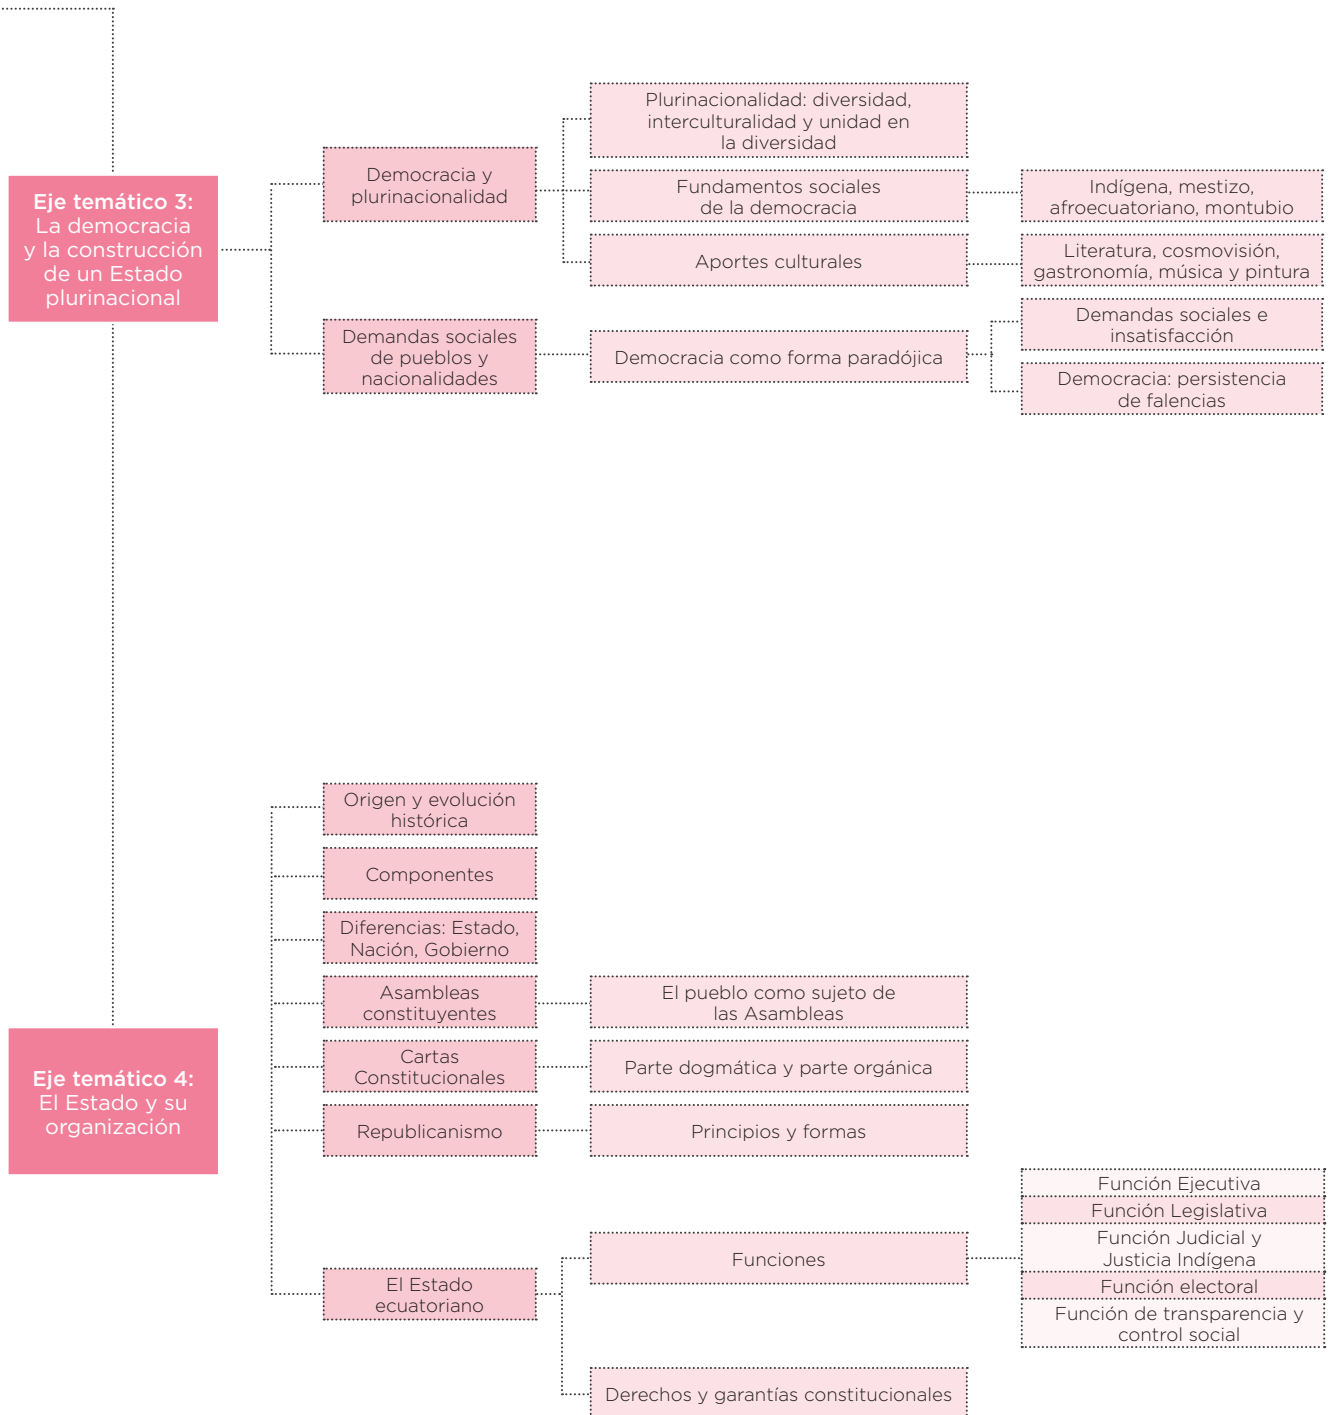 Eje temático 3:
La democracia
y la construcción
de un Estado
plurinacional
Democracia y
plurinacionalidad
Plurinacionalidad: diversidad,
interculturalidad y unidad en
la diversidad
Fundamentos sociales
de la democracia
Indígena, mestizo,
afroecuatoriano, montubio
Aportes culturales
Literatura, cosmovisión,
gastronomía, música y pintura
Demandas sociales
de pueblos y
nacionalidades
Democracia como forma paradójica
Demandas sociales e
insatisfacción
Democracia: persistencia
de falencias
Eje temático 4:
El Estado y su
organización
Origen y evolución
histórica
Componentes
Diferencias: Estado,
Nación, Gobierno
Asambleas
constituyentes
El pueblo como sujeto de
las Asambleas
Cartas
Constitucionales
Parte dogmática y parte orgánica
Republicanismo
Principios y formas
El Estado
ecuatoriano
Funciones
Función Ejecutiva
Función Legislativa
Función Judicial y
Justicia Indígena
Función electoral
Función de transparencia y
control social
Derechos y garantías constitucionales